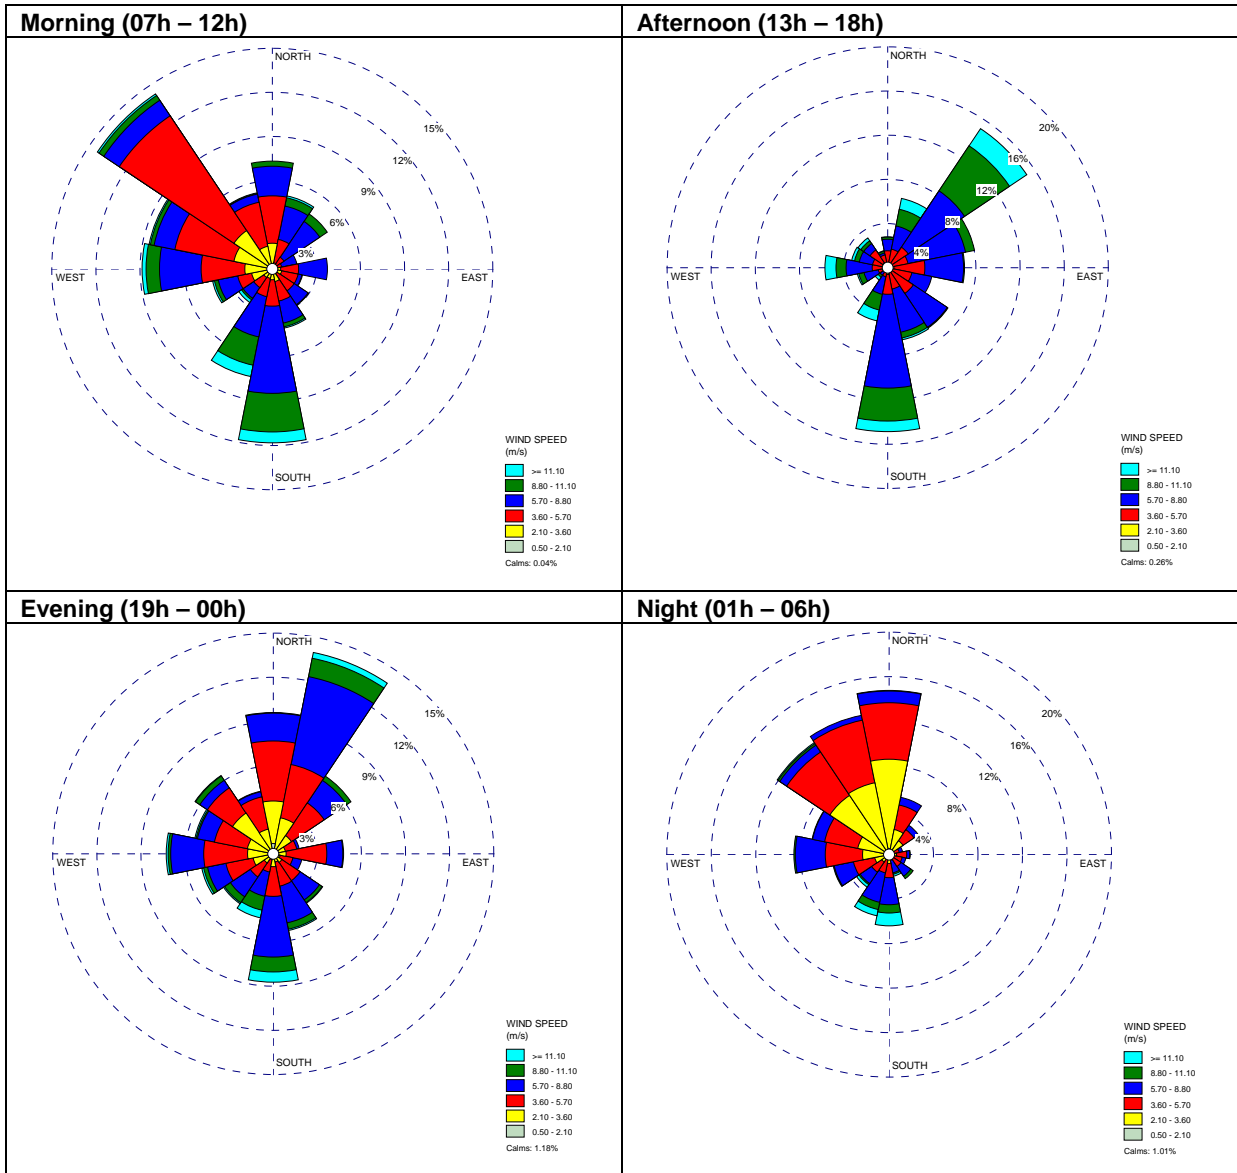 Morning (07h – 12h)
NORTH
15%
12%
9%
6%
3%
WEST
EAST
SOUTH
WIND SPEED
(m/s)
>= 11.10
8.80 - 11.10
5.70 - 8.80
3.60 - 5.70
2.10 - 3.60
0.50 - 2.10
Calms: 0.04%
Afternoon (13h – 18h)
NORTH
20%
16%
12%
8%
4%
WEST
EAST
SOUTH
WIND SPEED
(m/s)
>= 11.10
8.80 - 11.10
5.70 - 8.80
3.60 - 5.70
2.10 - 3.60
0.50 - 2.10
Calms: 0.26%
Evening (19h – 00h)
NORTH
15%
12%
9%
6%
3%
WEST
EAST
SOUTH
WIND SPEED
(m/s)
>= 11.10
8.80 - 11.10
5.70 - 8.80
3.60 - 5.70
2.10 - 3.60
0.50 - 2.10
Calms: 1.18%
Night (01h – 06h)
NORTH
20%
16%
12%
8%
4%
WEST
EAST
SOUTH
WIND SPEED
(m/s)
>= 11.10
8.80 - 11.10
5.70 - 8.80
3.60 - 5.70
2.10 - 3.60
0.50 - 2.10
Calms: 1.01%